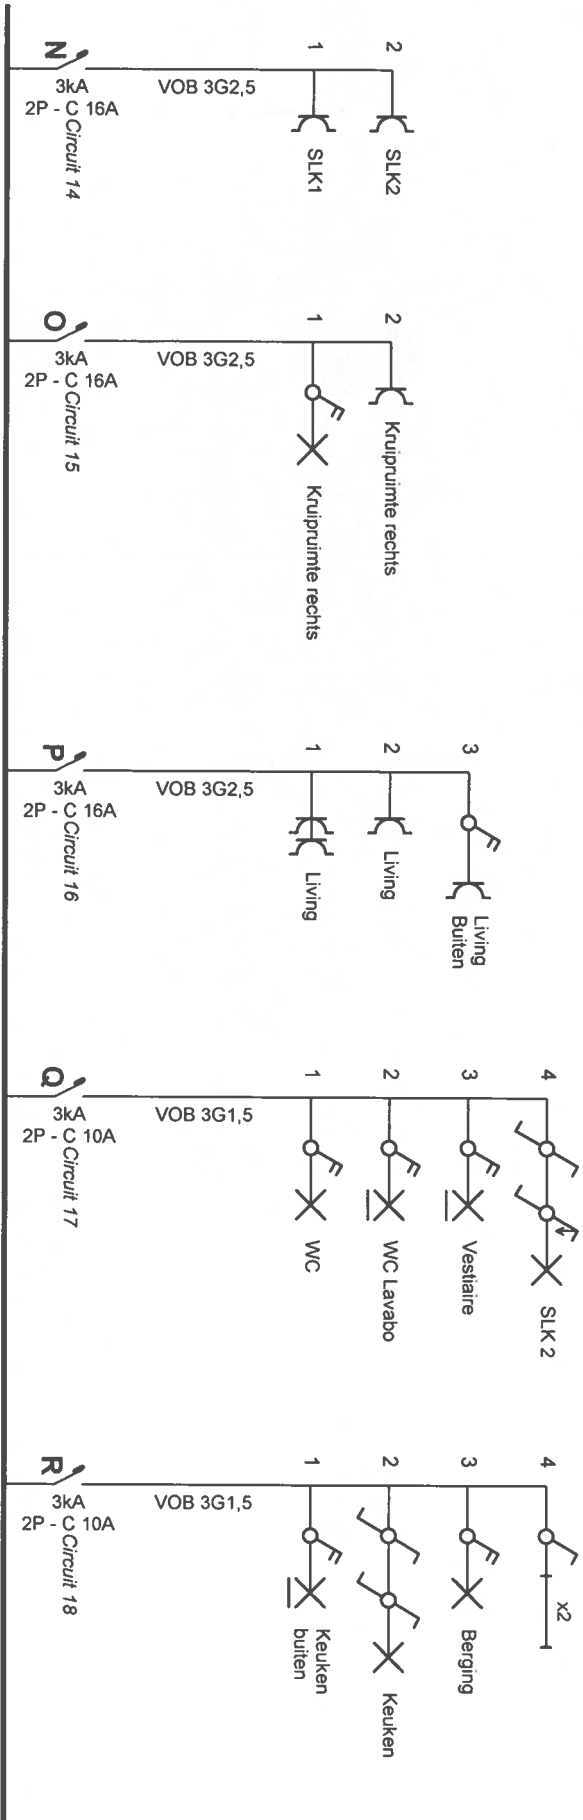 N
3kA
2P - C 16A
Circuit 14
VOB 3G2,5
1
SLK1
2
SLK2
O
3kA
2P - C 16A
Circuit 15
VOB 3G2,5
1
Kruipruimte rechts
2
Kruipruimte rechts
P
3kA
2P - C 16A
Circuit 16
VOB 3G2,5
1
Living
2
Living
3
Living
Buiten
Q
3kA
2P - C 10A
Circuit 17
VOB 3G1,5
1
WC
2
WC Lavabo
3
Vestiaire
4
SLK 2
R
3kA
2P - C 10A
Circuit 18
VOB 3G1,5
1
Keuken
buiten
2
Keuken
3
Berging
4
x2